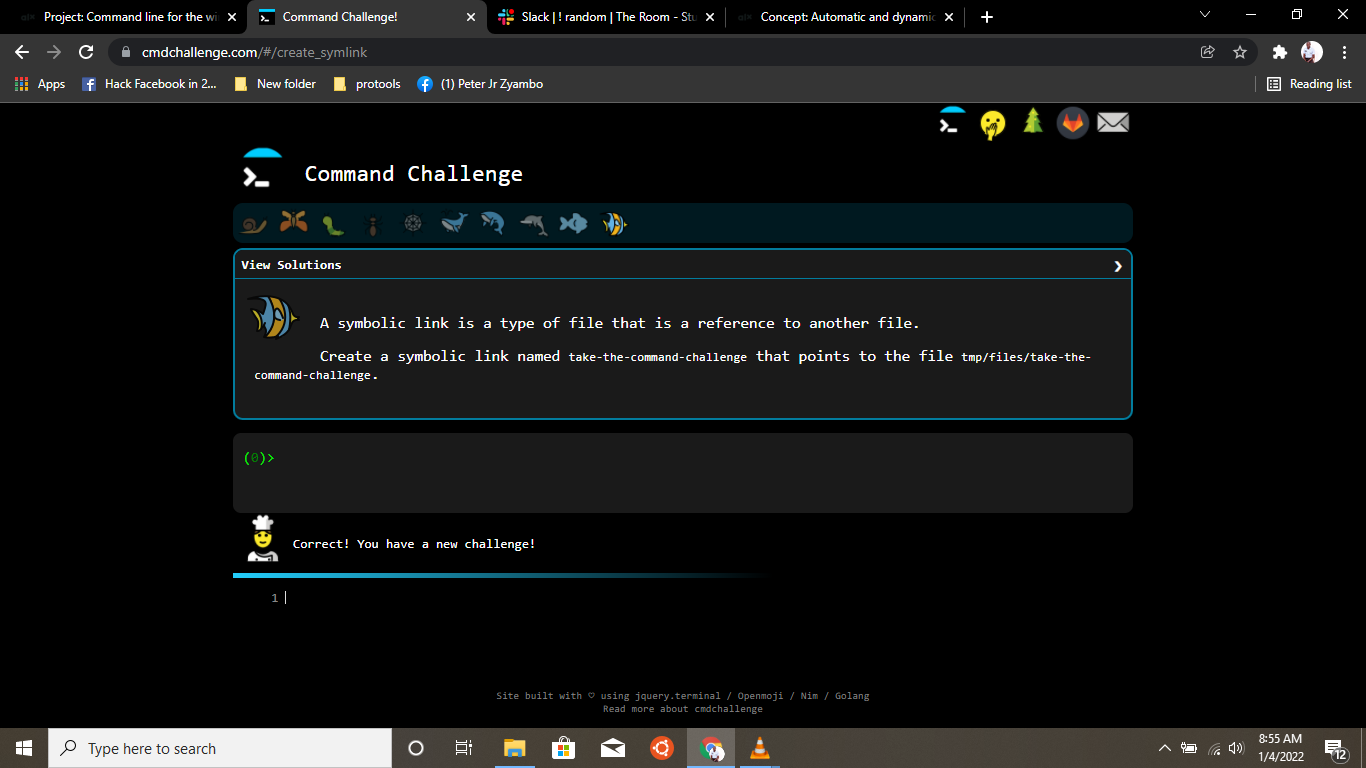 Project: Command line for the wi
Command Challenge!
Slack | ! random | The Room - Stu
Concept: Automatic and dynamic
cmdchallenge.com/#/create_symlink
Apps
Hack Facebook in 2...
New folder
protools
(1) Peter Jr Zyambo
Reading list
Command Challenge
View Solutions
A symbolic link is a type of file that is a reference to another file.
Create a symbolic link named take-the-command-challenge that points to the file tmp/files/take-the-
command-challenge.
(0)>
Correct! You have a new challenge!
1
Site built with ♡ using jquery.terminal / Openmoji / Nim / Golang
Read more about cmdchallenge
Type here to search
8:55 AM
1/4/2022
12